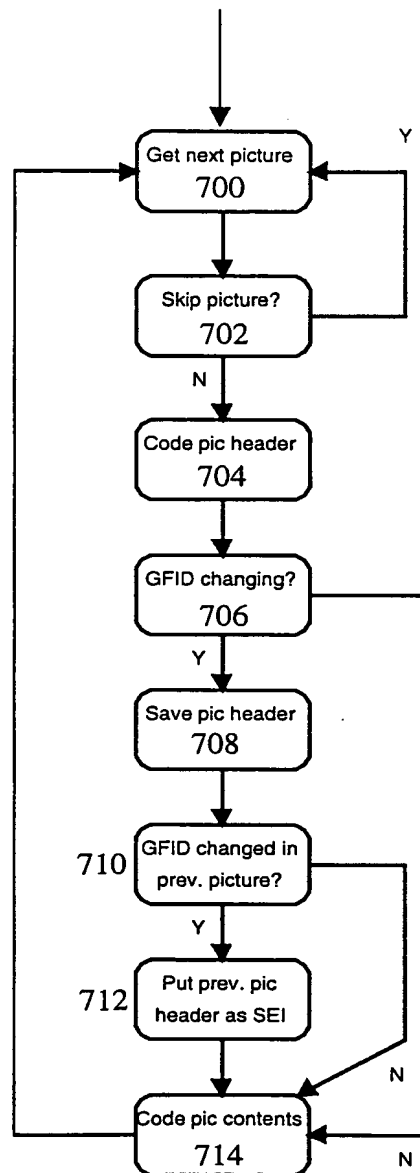 Y
Get next picture
700
Skip picture?
702
N
Code pic header
704
GFID changing?
706
Y
Save pic header
708
710
GFID changed in
prev. picture?
Y
712
Put prev. pic
header as SEI
N
Code pic contents
714
N